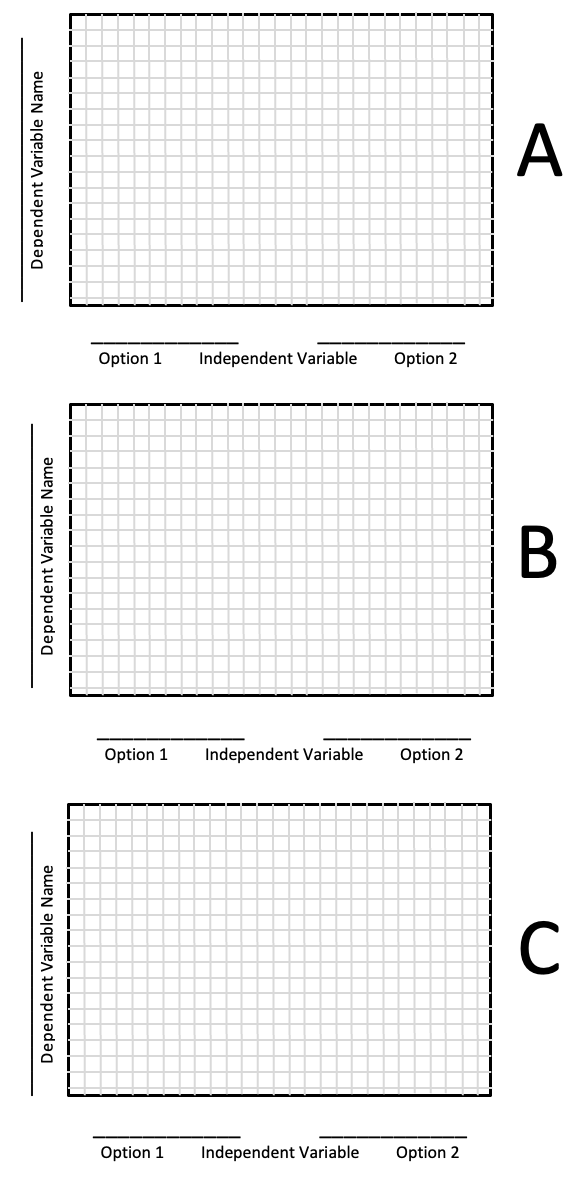 Dependent Variable Name
A
Option 1 Independent Variable Option 2
Dependent Variable Name
B
Option 1 Independent Variable Option 2
Dependent Variable Name
C
Option 1 Independent Variable Option 2